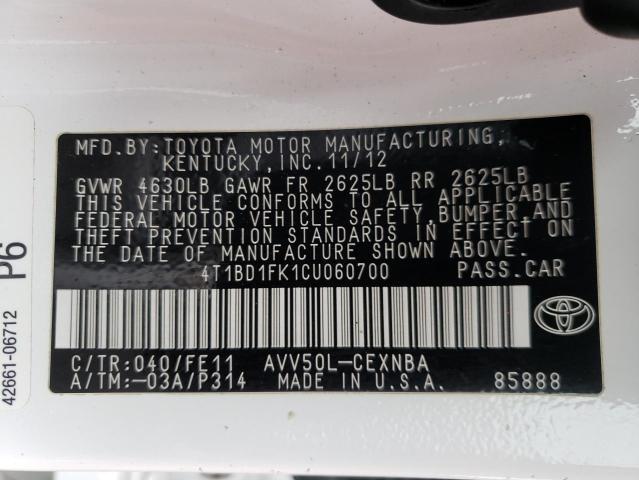 MFD.BY:TOYOTA MOTOR MANUFACTURING,
KENTUCKY, INC.11/12
GVWR 4630LB GAWR FR 2625LB RR 2625LB
THIS VEHICLE CONFORMS TO ALL APPLICABLE
FEDERAL MOTOR VEHICLE SAFETY, BUMPER, AND
THEFT PREVENTION STANDARDS IN EFFECT ON
THE DATE OF MANUFACTURE SHOWN ABOVE.
4T1BD1FK1CU060700 PASS.CAR
C/TR:040/FE11 AVV50L-CEXNBA
A/TM:-03A/P314 MADE IN U.S.A. 85888
42661-06712 P6